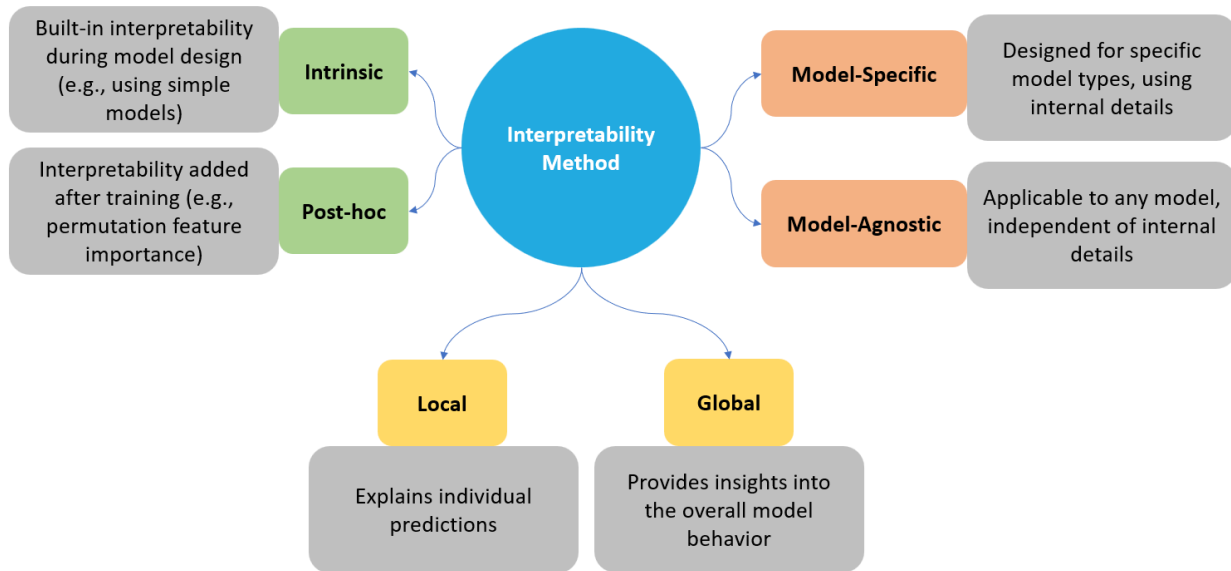 Built-in interpretability
during model design
(e.g., using simple
models)
Intrinsic
Interpretability added
after training (e.g.,
permutation feature
importance)
Post-hoc
Interpretability
Method
Model-Specific
Designed for specific
model types, using
internal details
Model-Agnostic
Applicable to any model,
independent of internal
details
Local
Explains individual
predictions
Global
Provides insights into
the overall model
behavior